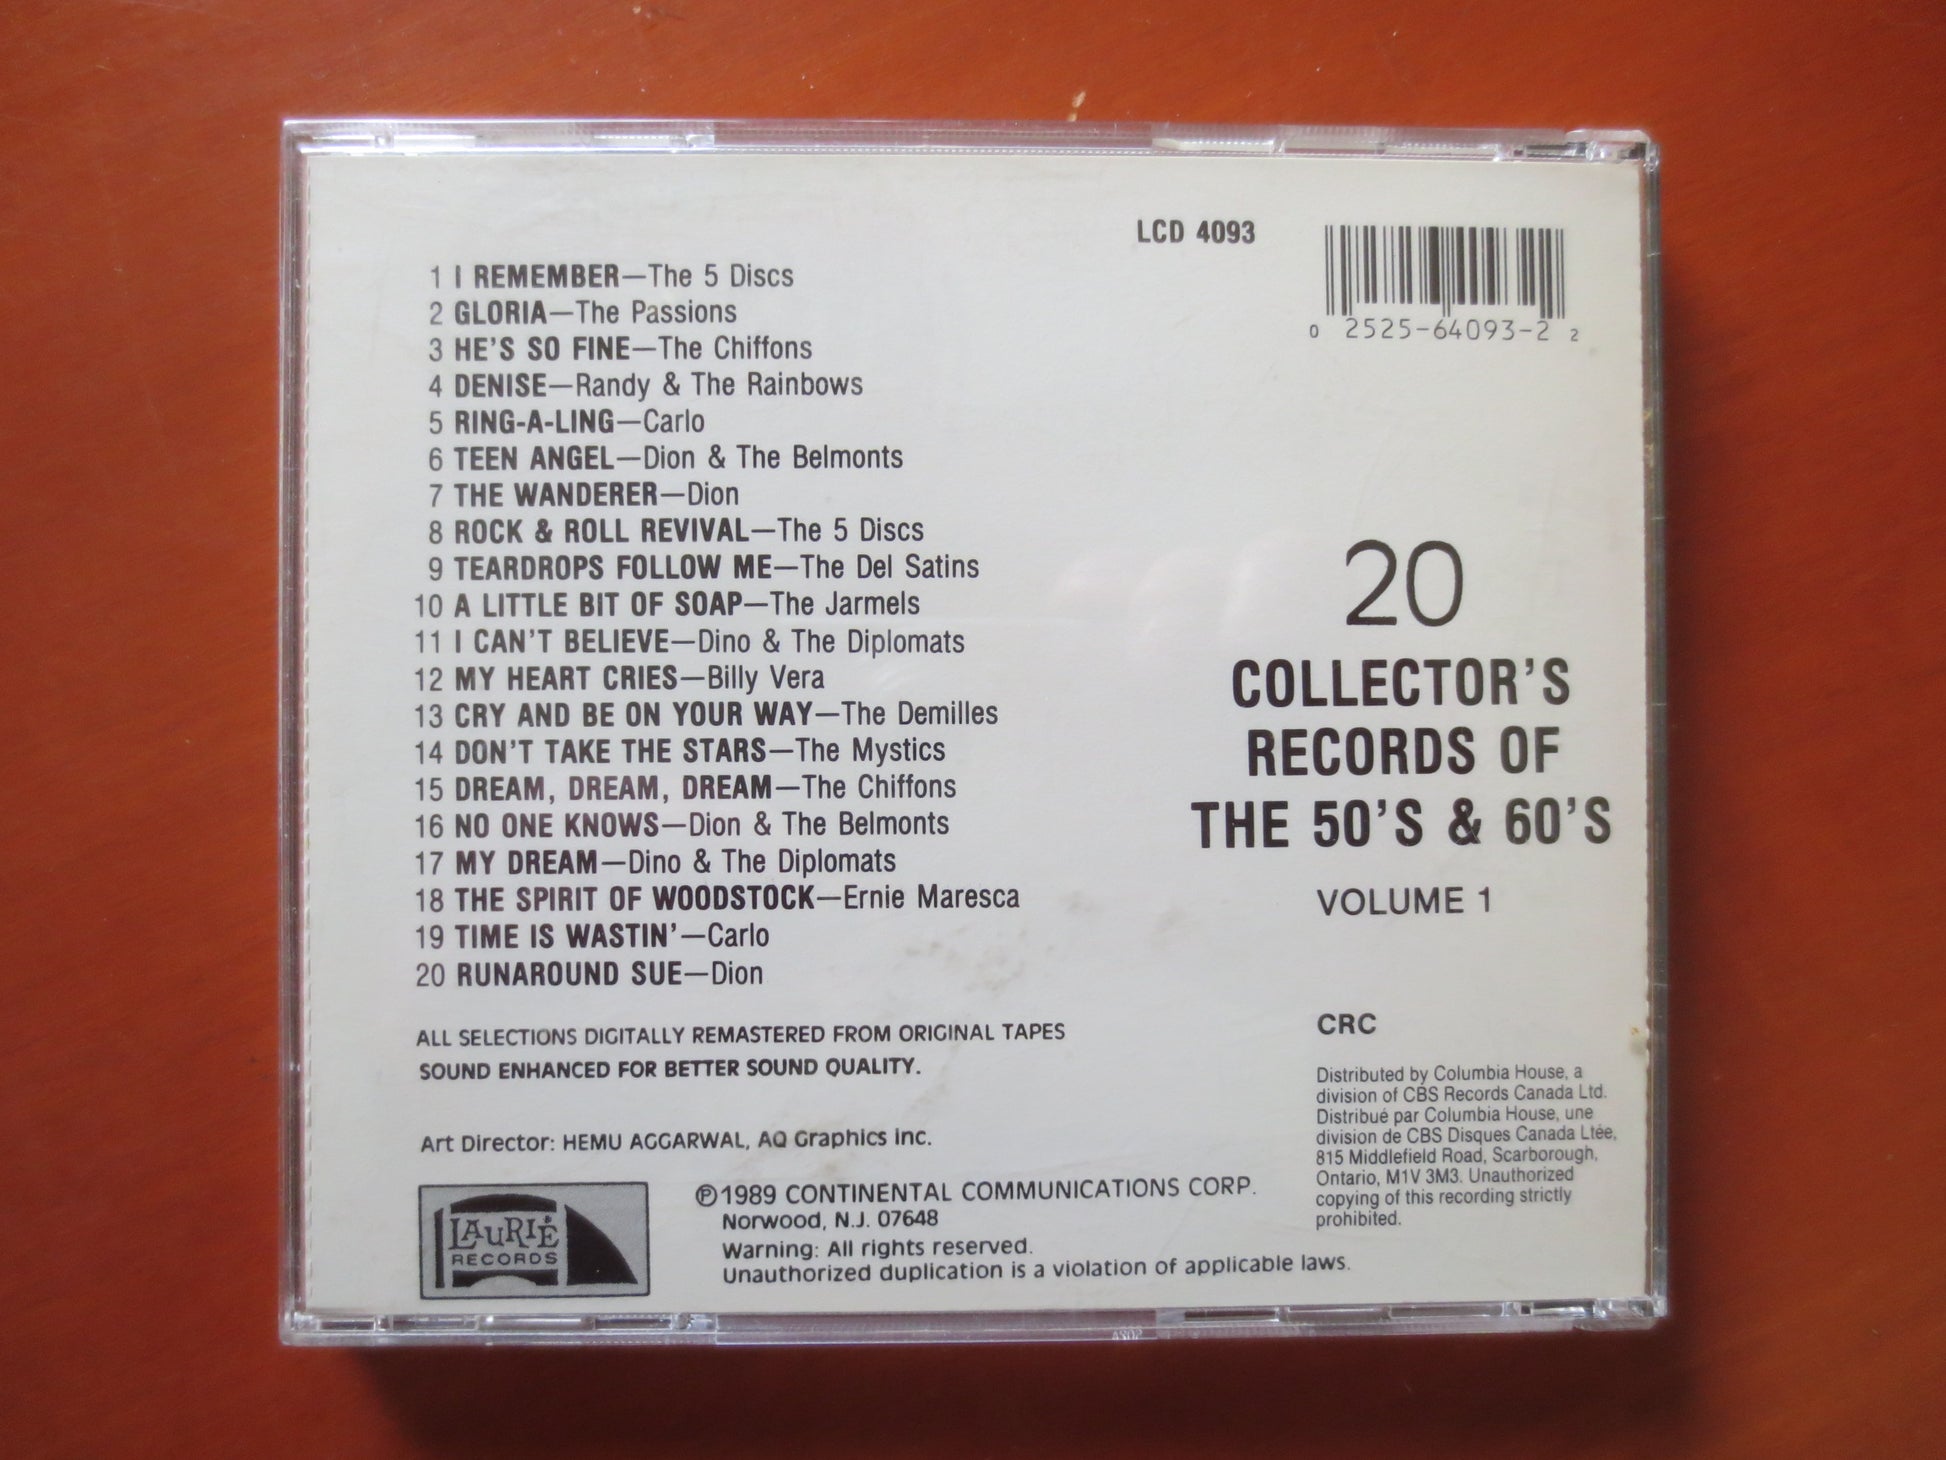 LCD 4093
0 2525-64093-2 2
1 I REMEMBER—The 5 Discs
2 GLORIA—The Passions
3 HE'S SO FINE—The Chiffons
4 DENISE—Randy & The Rainbows
5 RING-A-LING—Carlo
6 TEEN ANGEL—Dion & The Belmonts
7 THE WANDERER—Dion
8 ROCK & ROLL REVIVAL—The 5 Discs
9 TEARDROPS FOLLOW ME—The Del Satins
10 A LITTLE BIT OF SOAP—The Jarmels
11 I CAN'T BELIEVE—Dino & The Diplomats
12 MY HEART CRIES—Billy Vera
13 CRY AND BE ON YOUR WAY—The Demilles
14 DON'T TAKE THE STARS—The Mystics
15 DREAM, DREAM, DREAM—The Chiffons
16 NO ONE KNOWS—Dion & The Belmonts
17 MY DREAM—Dino & The Diplomats
18 THE SPIRIT OF WOODSTOCK—Ernie Maresca
19 TIME IS WASTIN'—Carlo
20 RUNAROUND SUE—Dion
20
COLLECTOR'S
RECORDS OF
THE 50'S & 60'S
VOLUME 1
ALL SELECTIONS DIGITALLY REMASTERED FROM ORIGINAL TAPES
SOUND ENHANCED FOR BETTER SOUND QUALITY.
Art Director: HEMU AGGARWAL, AQ Graphics Inc.
LAURIE
RECORDS
℗1989 CONTINENTAL COMMUNICATIONS CORP.
Norwood, N.J. 07648
Warning: All rights reserved.
Unauthorized duplication is a violation of applicable laws.
CRC
Distributed by Columbia House, a
division of CBS Records Canada Ltd.
Distribué par Columbia House, une
division de CBS Disques Canada Ltée,
815 Middlefield Road, Scarborough,
Ontario, M1V 3M3. Unauthorized
copying of this recording strictly
prohibited.